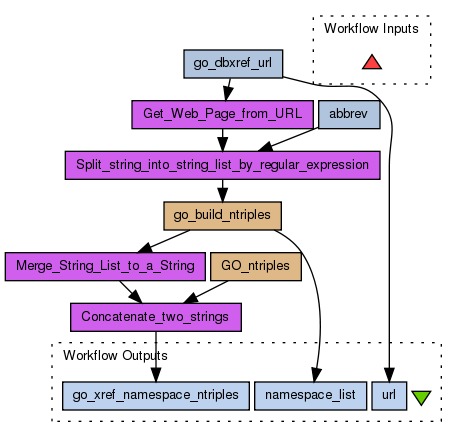 Workflow Inputs
go_dbxref_url
Get_Web_Page_from_URL
abbrev
Split_string_into_string_list_by_regular_expression
go_build_ntriples
Merge_String_List_to_a_String
GO_ntriples
Concatenate_two_strings
Workflow Outputs
go_xref_namespace_ntriples
namespace_list
url